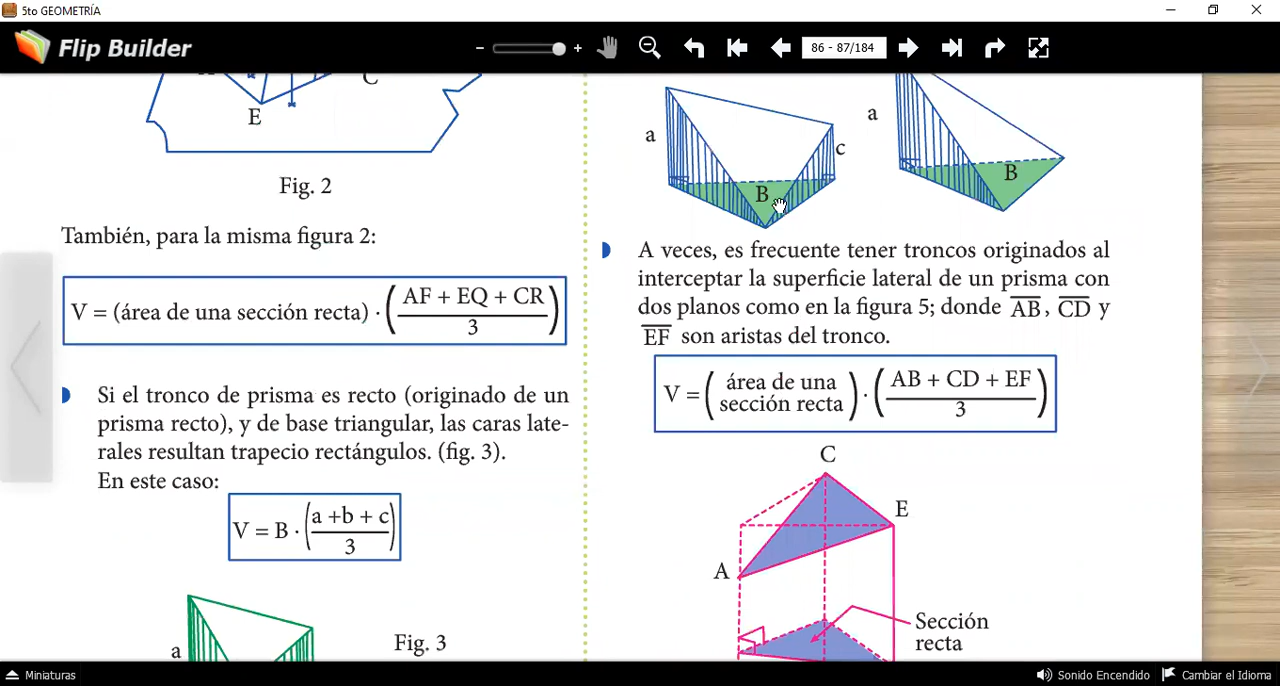 5to GEOMETRÍA
Flip Builder
86 - 87/184
C
E
Fig. 2
También, para la misma figura 2:
V = (área de una sección recta) · (AF + EQ + CR / 3)
Si el tronco de prisma es recto (originado de un
prisma recto), y de base triangular, las caras late-
rales resultan trapecio rectángulos. (fig. 3).
En este caso:
V = B · (a +b + c / 3)
a
Fig. 3
a
c
B
a
B
A veces, es frecuente tener troncos originados al
interceptar la superficie lateral de un prisma con
dos planos como en la figura 5; donde A̅B̅, C̅D̅ y
E̅F̅ son aristas del tronco.
V = (área de una sección recta) · (AB + CD + EF / 3)
C
E
A
Sección
recta
Miniaturas
Sonido Encendido
Cambiar el Idioma